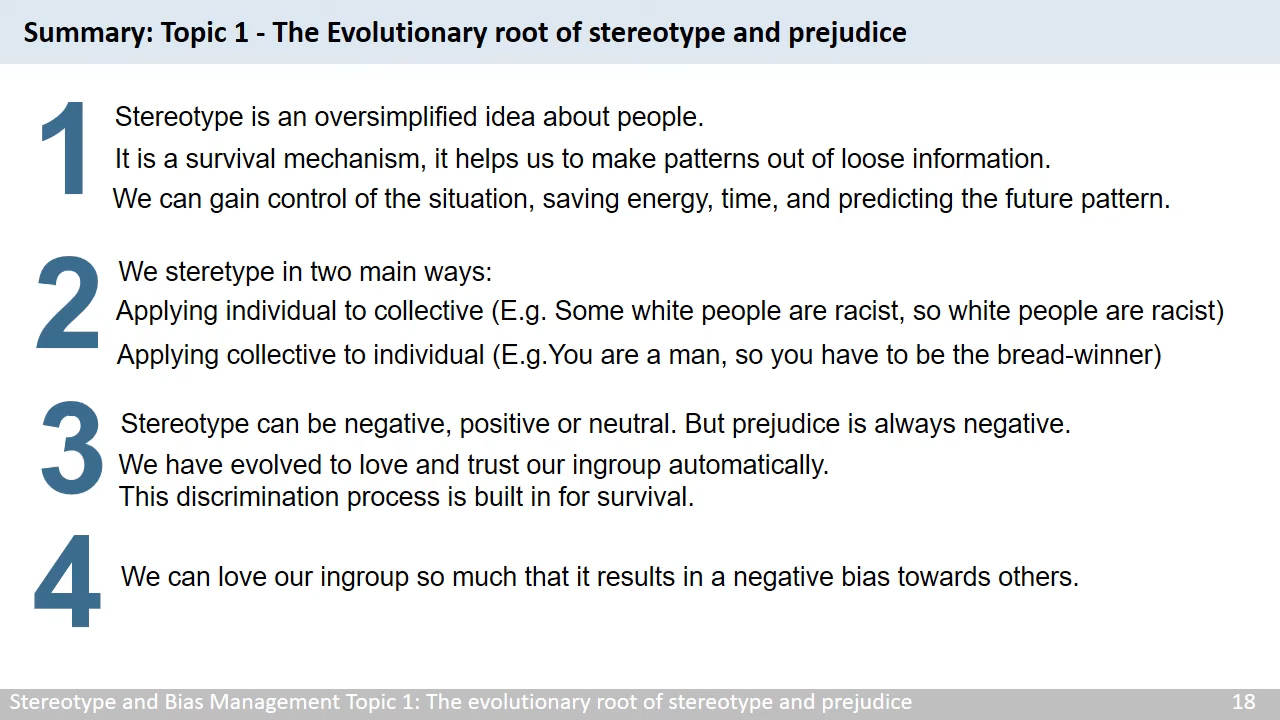 Summary: Topic 1 - The Evolutionary root of stereotype and prejudice
1
Stereotype is an oversimplified idea about people.
It is a survival mechanism, it helps us to make patterns out of loose information.
We can gain control of the situation, saving energy, time, and predicting the future pattern.
2
We steretype in two main ways:
Applying individual to collective (E.g. Some white people are racist, so white people are racist)
Applying collective to individual (E.g.You are a man, so you have to be the bread-winner)
3
Stereotype can be negative, positive or neutral. But prejudice is always negative.
We have evolved to love and trust our ingroup automatically.
This discrimination process is built in for survival.
4
We can love our ingroup so much that it results in a negative bias towards others.
Stereotype and Bias Management Topic 1: The evolutionary root of stereotype and prejudice 18